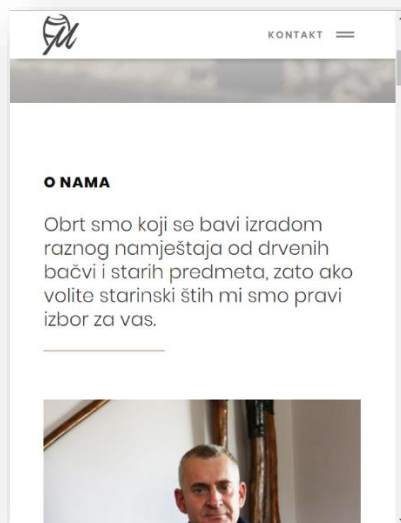 KONTAKT
O NAMA
Obrt smo koji se bavi izradom
raznog namještaja od drvenih
bačvi i starih predmeta, zato ako
volite starinski štih mi smo pravi
izbor za vas.